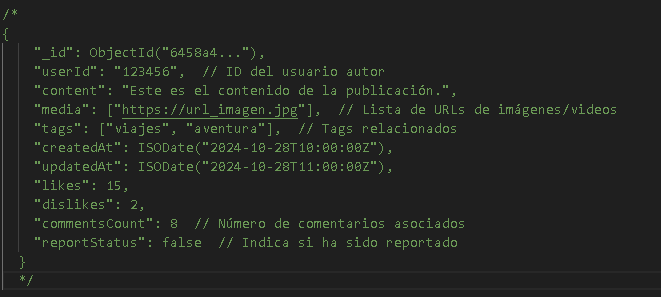 /*
{
"_id": ObjectId("6458a4..."),
"userId": "123456",  // ID del usuario autor
"content": "Este es el contenido de la publicación.",
"media": ["https://url_imagen.jpg"],  // Lista de URLs de imágenes/videos
"tags": ["viajes", "aventura"],  // Tags relacionados
"createdAt": ISODate("2024-10-28T10:00:00Z"),
"updatedAt": ISODate("2024-10-28T11:00:00Z"),
"likes": 15,
"dislikes": 2,
"commentsCount": 8  // Número de comentarios asociados
"reportStatus": false  // Indica si ha sido reportado
}
*/